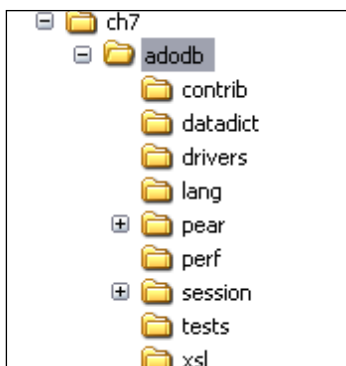 ch7
adodb
contrib
datadict
drivers
lang
pear
perf
session
tests
xsl